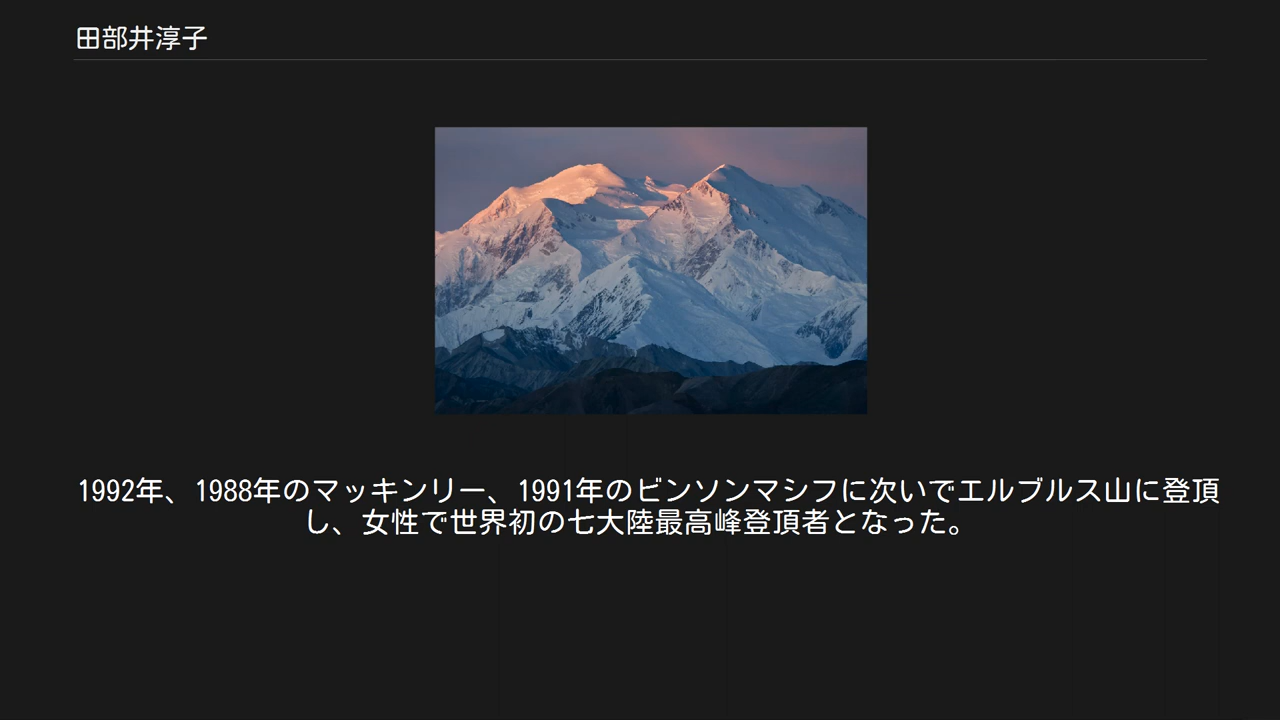 田部井淳子
1992年、1988年のマッキンリー、1991年のビンソンマシフに次いでエルブルス山に登頂
し、女性で世界初の七大陸最高峰登頂者となった。